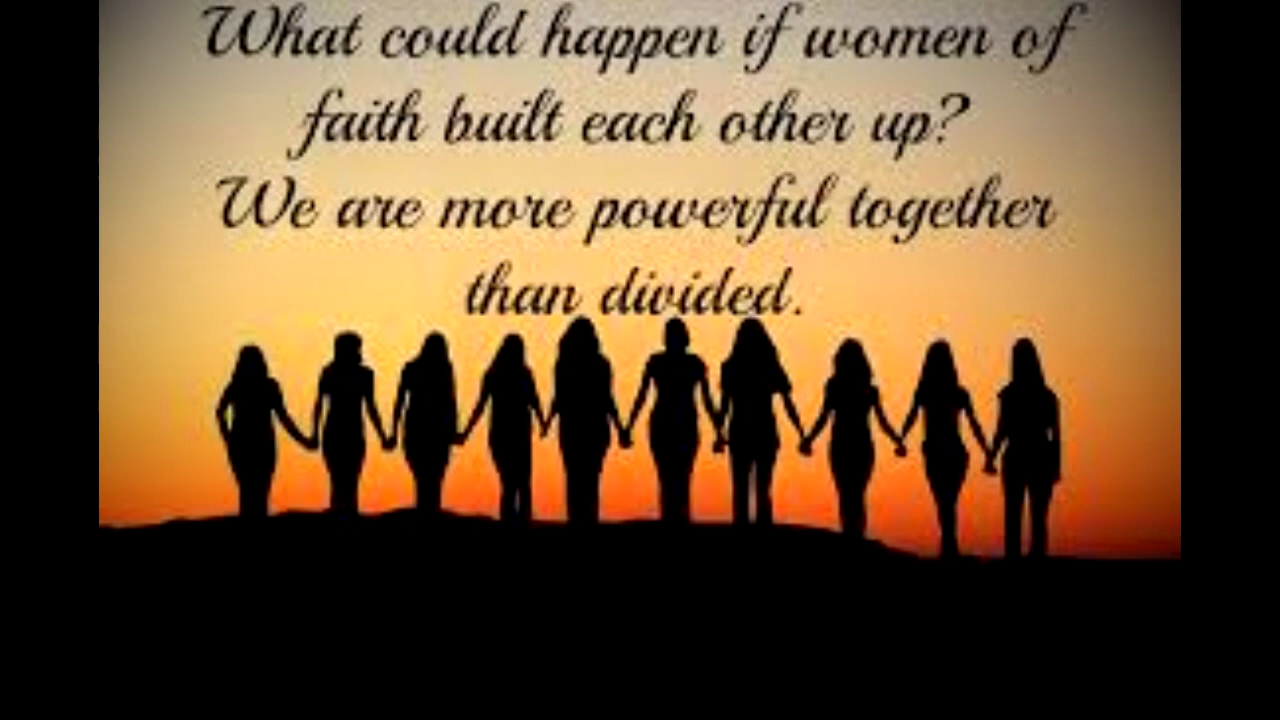 What could happen if women of
faith built each other up?
We are more powerful together
than divided.